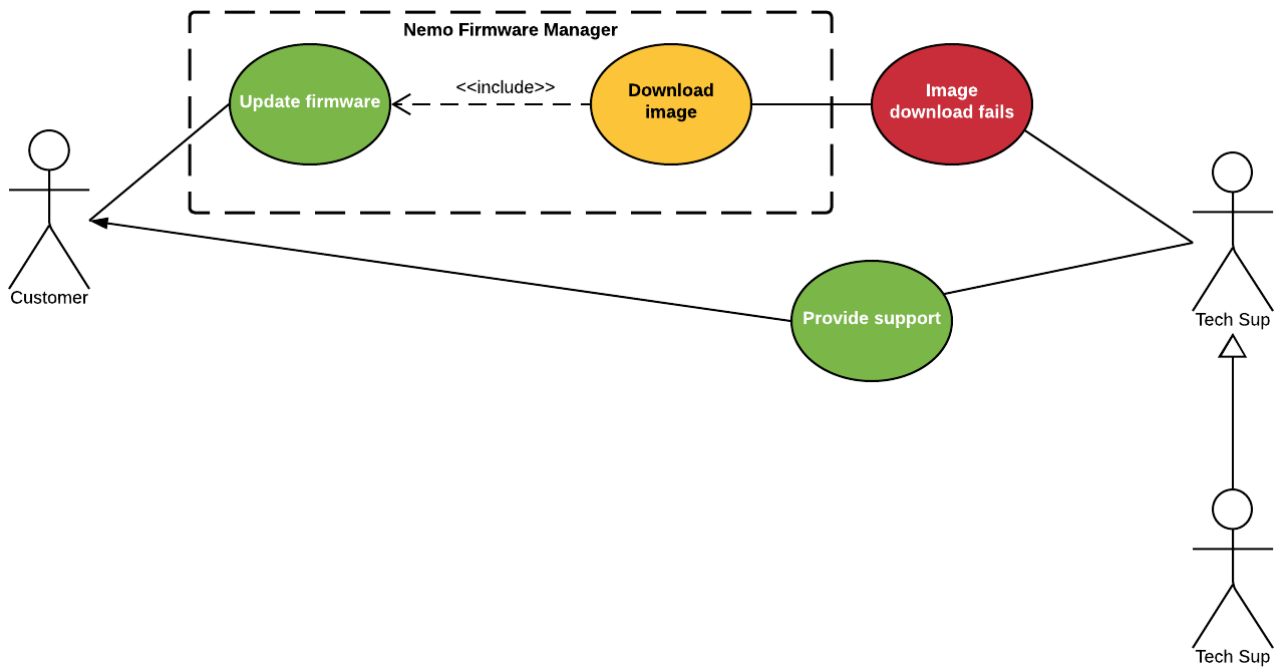 Nemo Firmware Manager
Update firmware
<<include>>
Download
image
Image
download fails
Customer
Provide support
Tech Sup
Tech Sup